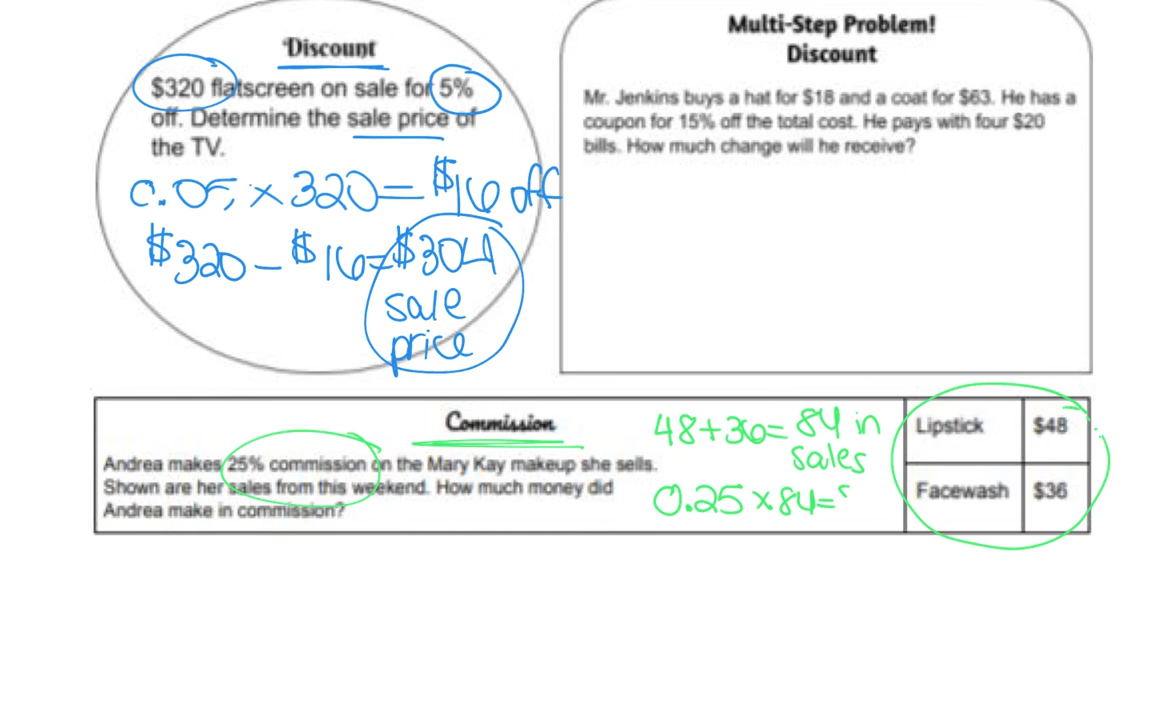 Discount
$320 flatscreen on sale for 5%
off. Determine the sale price of
the TV.
0.05 × 320 = $16 off
$320 - $16 = $304
sale
price
Multi-Step Problem!
Discount
Mr. Jenkins buys a hat for $18 and a coat for $63. He has a
coupon for 15% off the total cost. He pays with four $20
bills. How much change will he receive?
Commission
Andrea makes 25% commission on the Mary Kay makeup she sells.
Shown are her sales from this weekend. How much money did
Andrea make in commission?
48+36= 84 in
sales
0.25 × 84=
Lipstick $48
Facewash $36